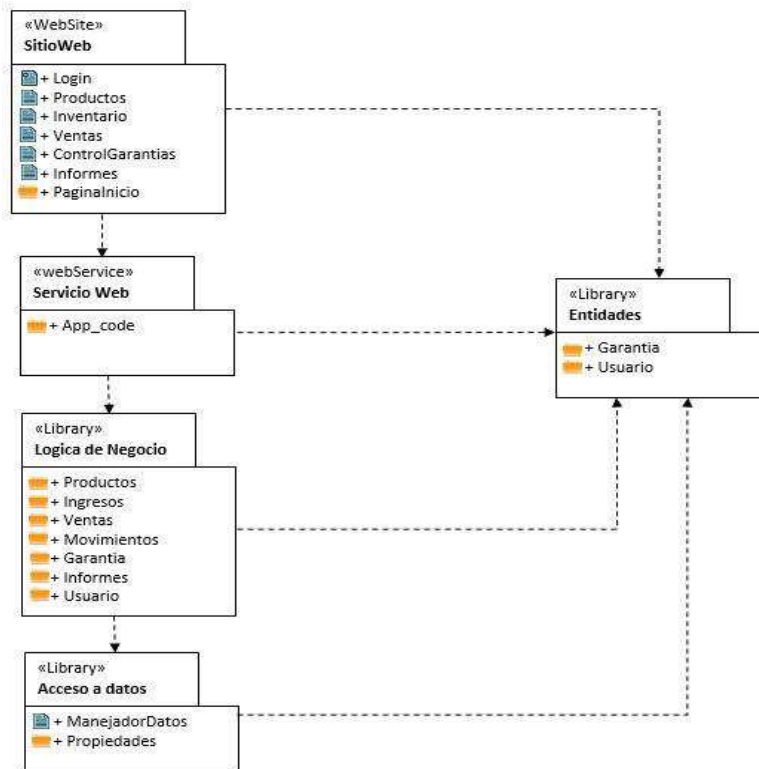 «WebSite»
SitioWeb
+ Login
+ Productos
+ Inventario
+ Ventas
+ ControlGarantias
+ Informes
+ PaginaInicio
«webService»
Servicio Web
+ App_code
«Library»
Entidades
+ Garantia
+ Usuario
«Library»
Logica de Negocio
+ Productos
+ Ingresos
+ Ventas
+ Movimientos
+ Garantia
+ Informes
+ Usuario
«Library»
Acceso a datos
+ ManejadorDatos
+ Propiedades